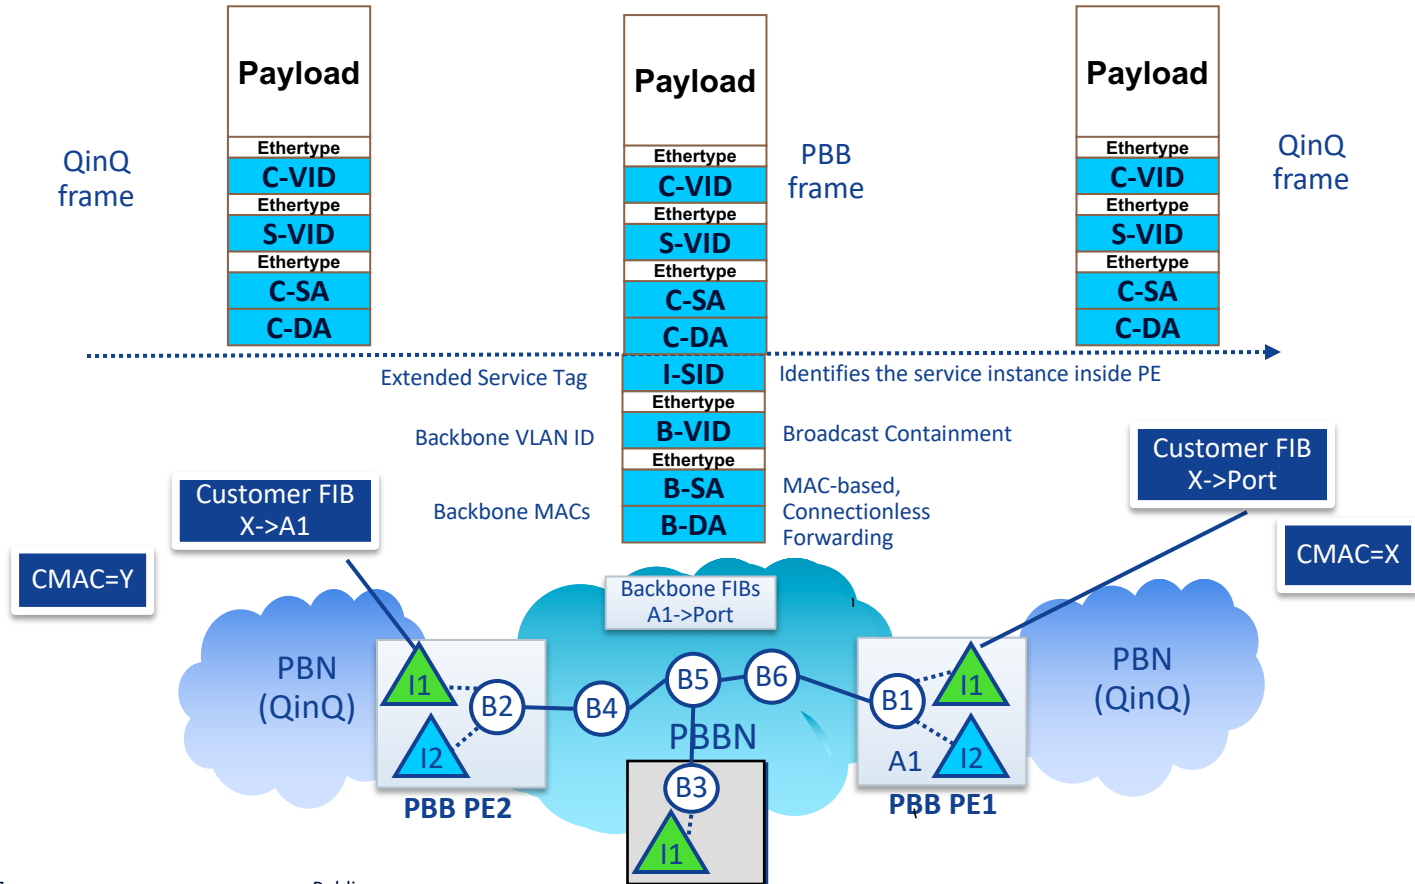 Payload
Ethertype
C-VID
Ethertype
S-VID
Ethertype
C-SA
C-DA
QinQ
frame
Payload
Ethertype
C-VID
Ethertype
S-VID
Ethertype
C-SA
C-DA
I-SID
Ethertype
B-VID
Ethertype
B-SA
B-DA
PBB
frame
Payload
Ethertype
C-VID
Ethertype
S-VID
Ethertype
C-SA
C-DA
QinQ
frame
Extended Service Tag
Identifies the service instance inside PE
Backbone VLAN ID
Broadcast Containment
Backbone MACs
MAC-based,
Connectionless
Forwarding
Customer FIB
X->A1
Customer FIB
X->Port
CMAC=Y
CMAC=X
Backbone FIBs
A1->Port
PBN
(QinQ)
I1
I2
B2
B4
B5
B6
B1
I1
I2
A1
PBN
(QinQ)
PBBN
B3
I1
PBB PE2
PBB PE1